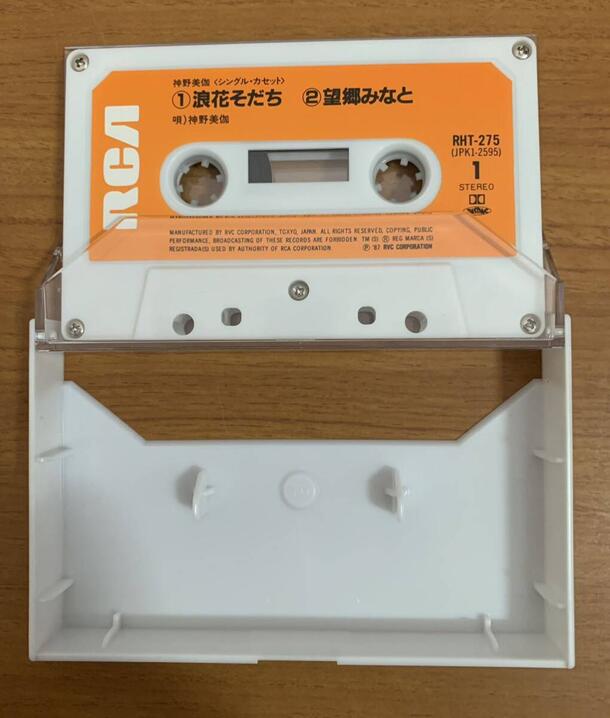 神野美伽〈シングル・カセット〉
①浪花そだち ②望郷みなと
唄)神野美伽
RCA
RHT-275
(JPK1-2595)
1
STEREO
MANUFACTURED BY RVC CORPORATION, TOKYO, JAPAN. ALL RIGHTS RESERVED, COPYING, PUBLIC
PERFORMANCE, BROADCASTING OF THESE RECORDS ARE FORBIDDEN. TM(S) Ⓡ REG MARCA(S)
REGISTRADA(S) USED BY AUTHORITY OF RCA CORPORATION.
Ⓟ '87 RVC CORPORATION